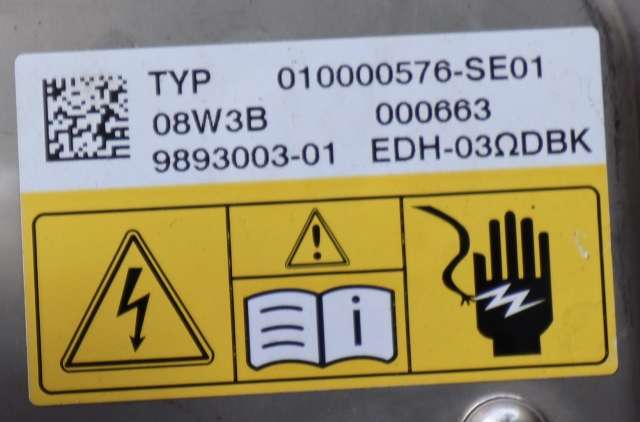 TYP 010000576-SE01
08W3B 000663
9893003-01 EDH-03ΩDBK
!
i